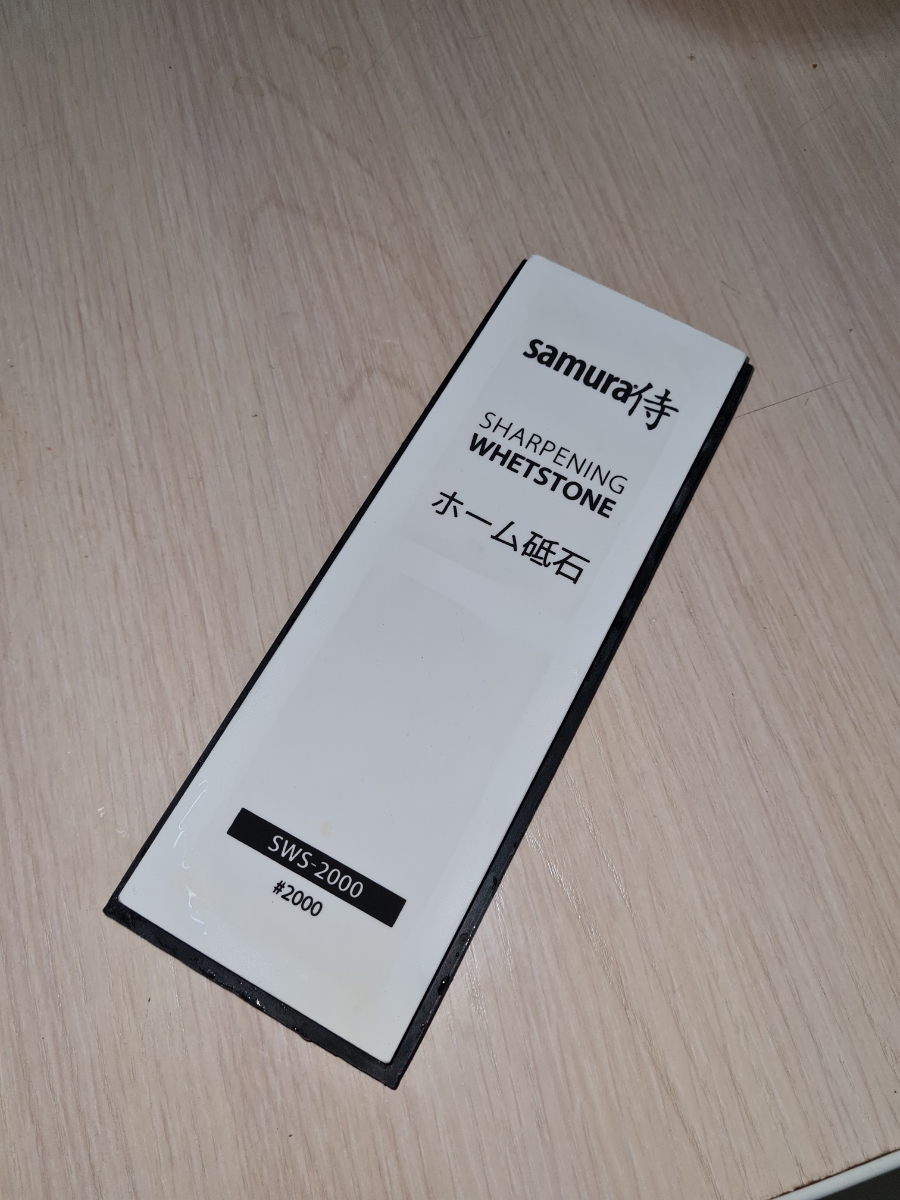 samura侍
SHARPENING
WHETSTONE
ホーム砥石
SWS-2000
#2000